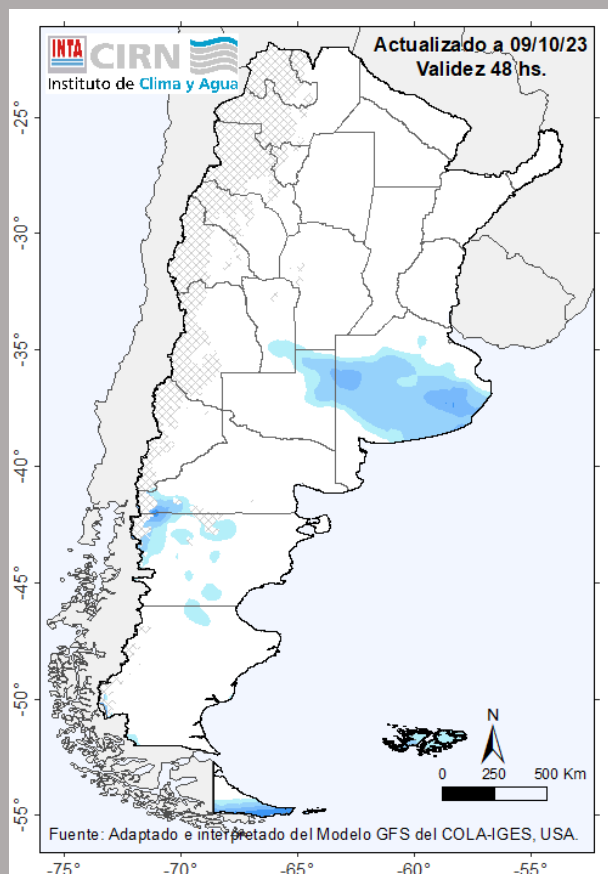 INTA CIRN
Instituto de Clima y Agua
Actualizado a 09/10/23
Validez 48 hs.
-25°
-30°
-35°
-40°
-45°
-50°
-55°
N
0 250 500 Km
Fuente: Adaptado e interpretado del Modelo GFS del COLA-IGES, USA.
-75° -70° -65° -60° -55°